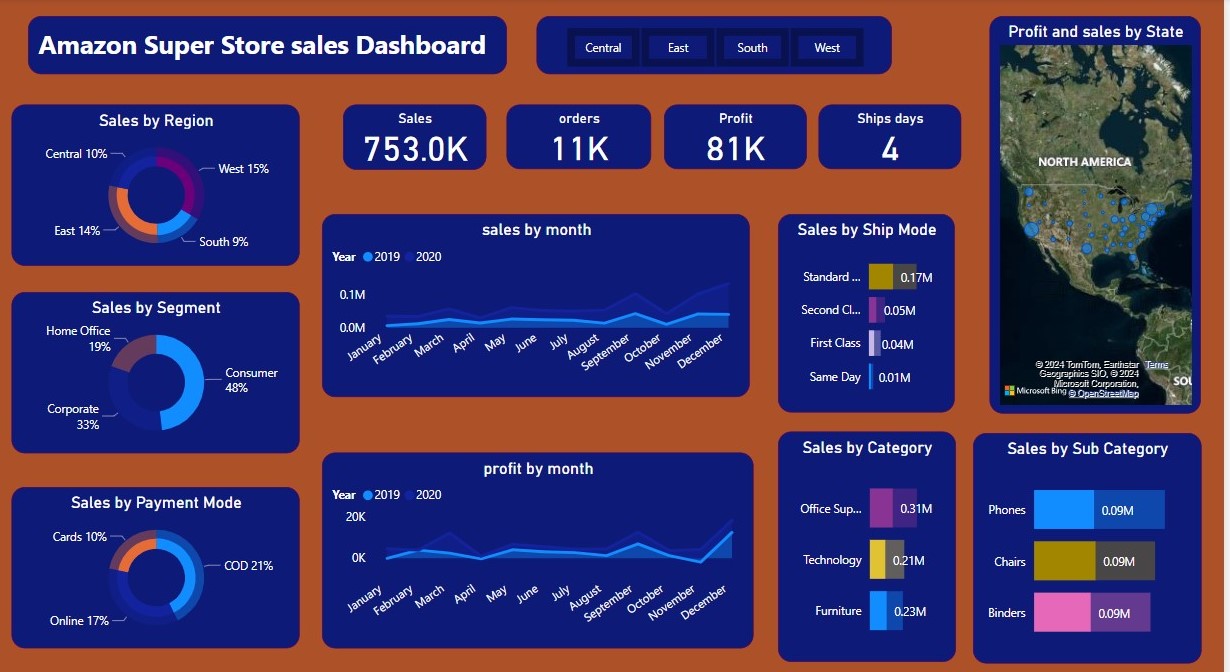 Amazon Super Store sales Dashboard
Central
East
South
West
Profit and sales by State
NORTH AMERICA
© 2024 TomTom, Earthstar
Geographics SIO, © 2024
Microsoft Corporation,
© OpenStreetMap
Terms
Microsoft Bing
SOU
Sales by Region
Central 10%
West 15%
East 14%
South 9%
Sales
753.0K
orders
11K
Profit
81K
Ships days
4
sales by month
Year 2019 2020
0.1M
0.0M
January
February
March
April
May
June
July
August
September
October
November
December
Sales by Ship Mode
Standard ... 0.17M
Second Cl... 0.05M
First Class 0.04M
Same Day 0.01M
Sales by Segment
Home Office
19%
Consumer
48%
Corporate
33%
profit by month
Year 2019 2020
20K
0K
January
February
March
April
May
June
July
August
September
October
November
December
Sales by Category
Office Sup... 0.31M
Technology 0.21M
Furniture 0.23M
Sales by Sub Category
Phones 0.09M
Chairs 0.09M
Binders 0.09M
Sales by Payment Mode
Cards 10%
COD 21%
Online 17%